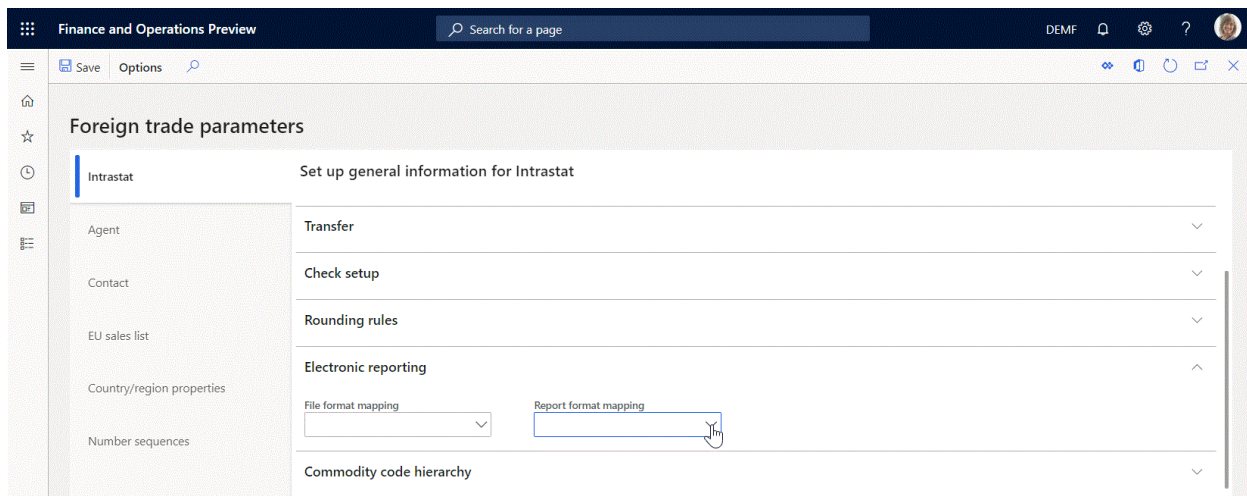 Finance and Operations Preview
Search for a page
DEMF
?
Save
Options
Foreign trade parameters
Intrastat
Agent
Contact
EU sales list
Country/region properties
Number sequences
Set up general information for Intrastat
Transfer
Check setup
Rounding rules
Electronic reporting
File format mapping
Report format mapping
Commodity code hierarchy